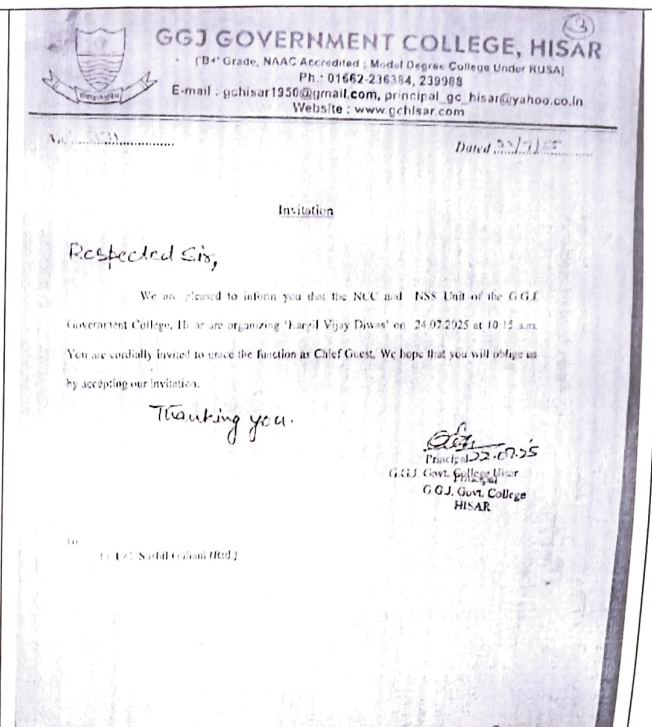 3
GGJ GOVERNMENT COLLEGE, HISAR
('B+' Grade, NAAC Accredited ; Model Degree College Under RUSA)
Ph.: 01662-236384, 239988
E-mail : gchisar1950@gmail.com, principal_gc_hisar@yahoo.co.in
Website : www.gchisar.com
No.
Dated 22/7/25
Invitation
Respected Sir,
We are pleased to inform you that the NCC and NSS Unit of the G.G.J.
Government College, Hisar are organizing 'Kargil Vijay Diwas' on 24.07.2025 at 10.15 a.m.
You are cordially invited to grace the function as Chief Guest. We hope that you will oblige us
by accepting our invitation.
Thanking you.
Principal 22-07-25
G.G.J. Govt. College Hisar
Principal
G.G.J. Govt. College
HISAR
To
Col. Sushil (Rtd.)